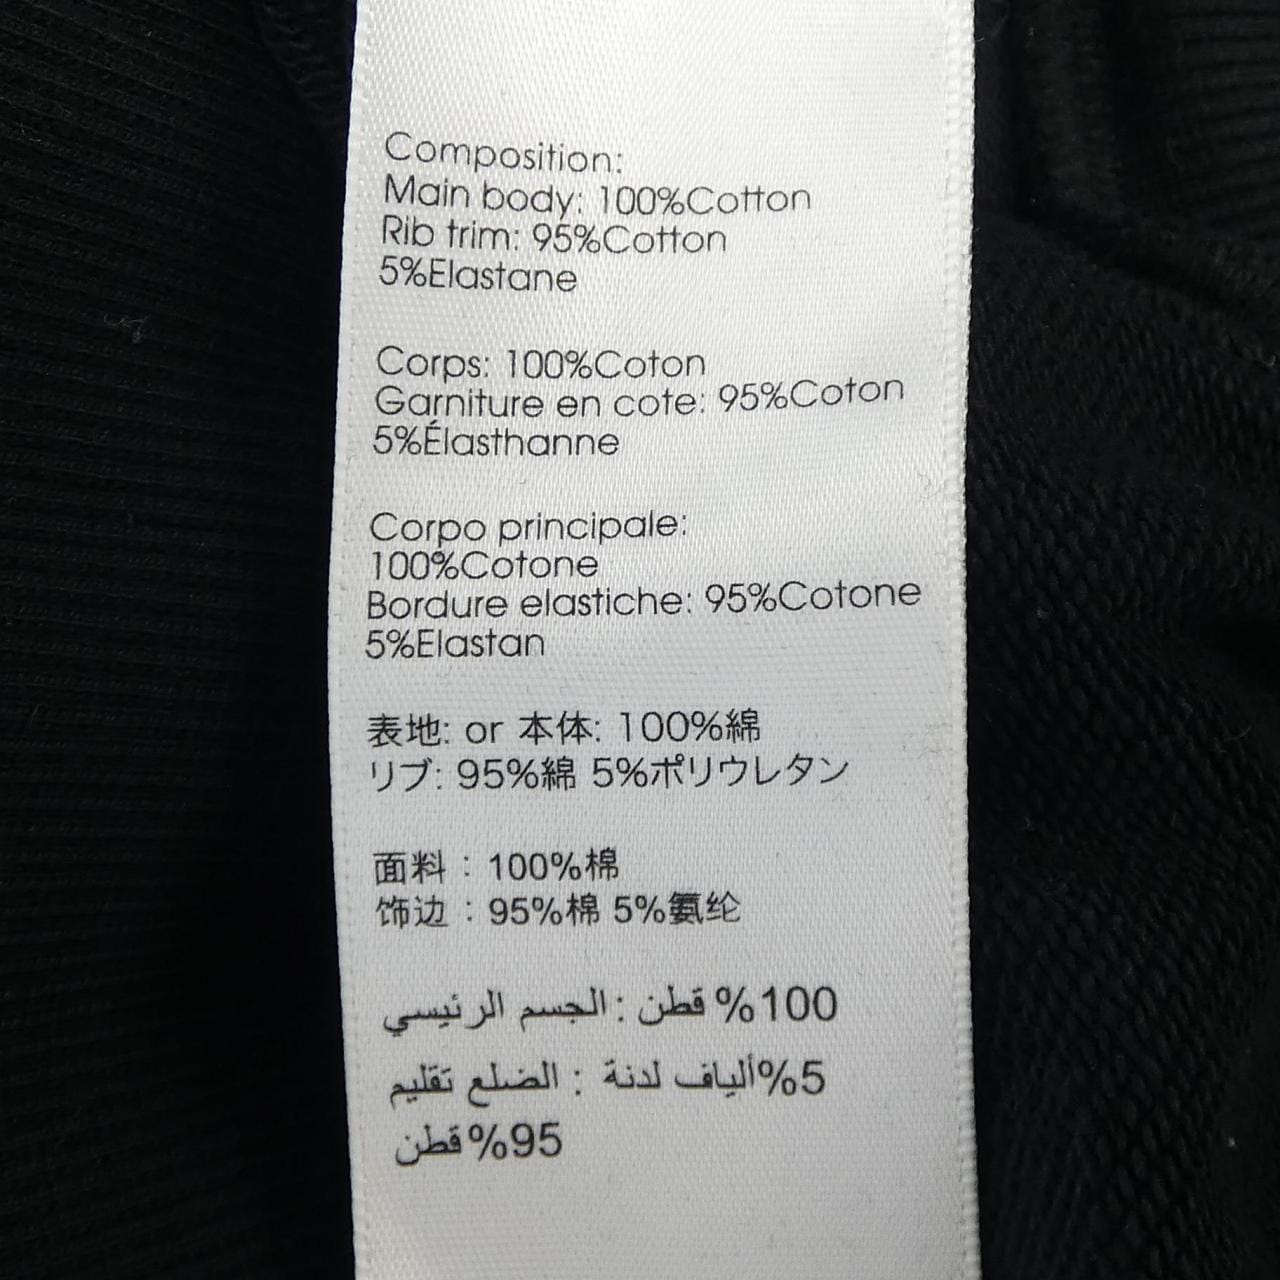 Composition:
Main body: 100%Cotton
Rib trim: 95%Cotton
5%Elastane
Corps: 100%Coton
Garniture en cote: 95%Coton
5%Élasthanne
Corpo principale:
100%Cotone
Bordure elastiche: 95%Cotone
5%Elastan
表地: or 本体: 100%綿
リブ: 95%綿 5%ポリウレタン
面料：100%棉
饰边：95%棉 5%氨纶
100% قطن :الجسم الرئيسي
5%ألياف لدنة : الضلع تقليم
95%قطن